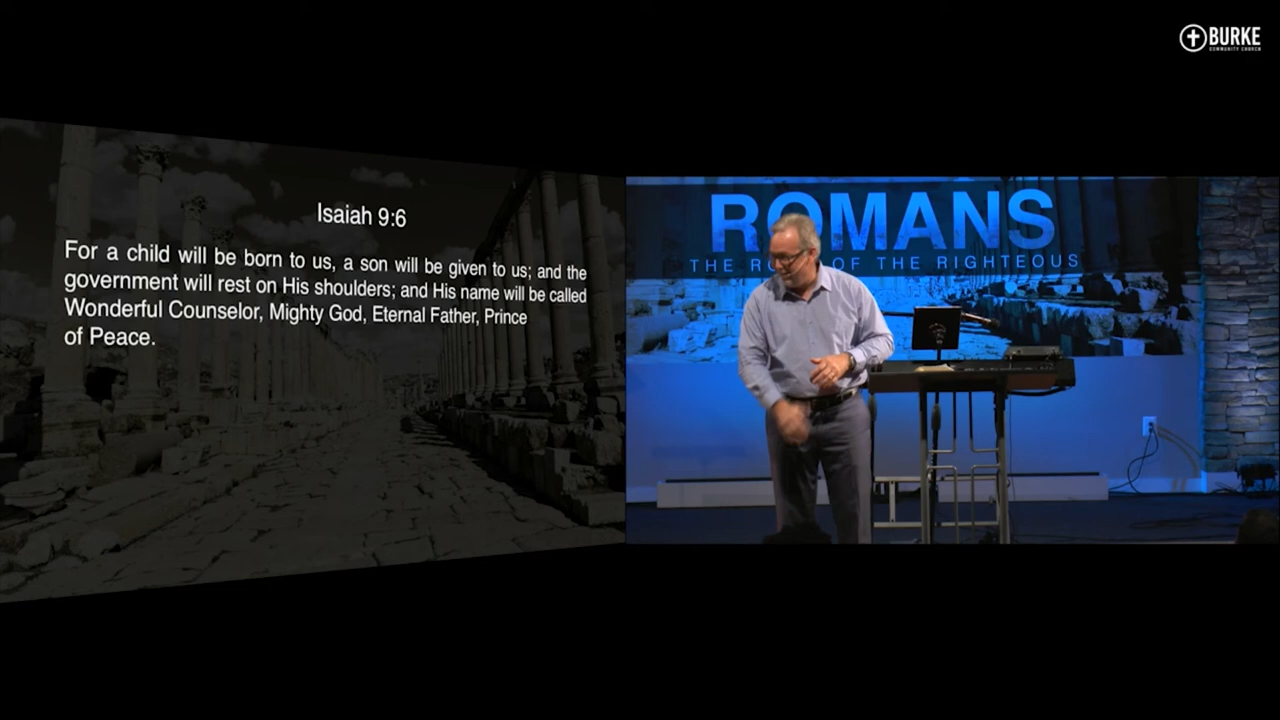 BURKE
COMMUNITY CHURCH
Isaiah 9:6
For a child will be born to us, a son will be given to us; and the
government will rest on His shoulders; and His name will be called
Wonderful Counselor, Mighty God, Eternal Father, Prince
of Peace.
ROMANS
THE RO OF THE RIGHTEOUS